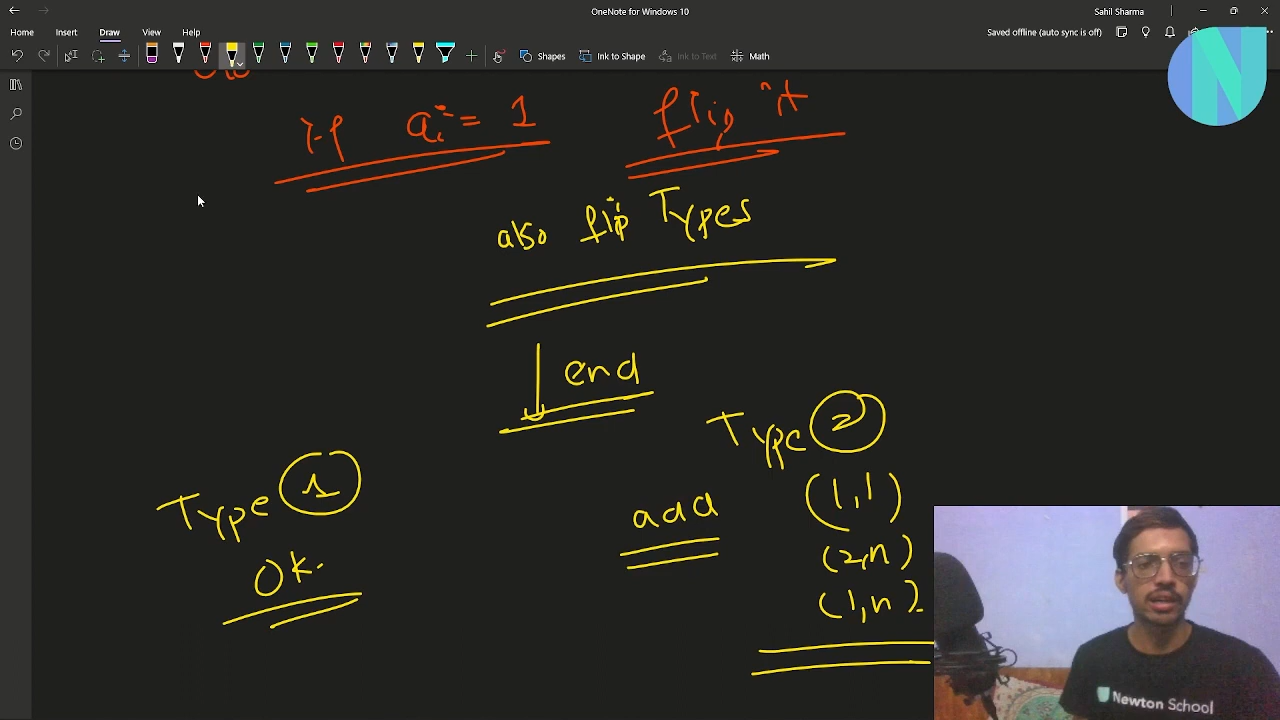 OneNote for Windows 10
Sahil Sharma
Home Insert Draw View Help
Saved offline (auto sync is off)
Shapes Ink to Shape Ink to Text Math
if ai = 1 flip it
also flip Types
end
Type 1
OK.
Type 2
add
(1,1)
(2,n)
(1,n)
Newton School